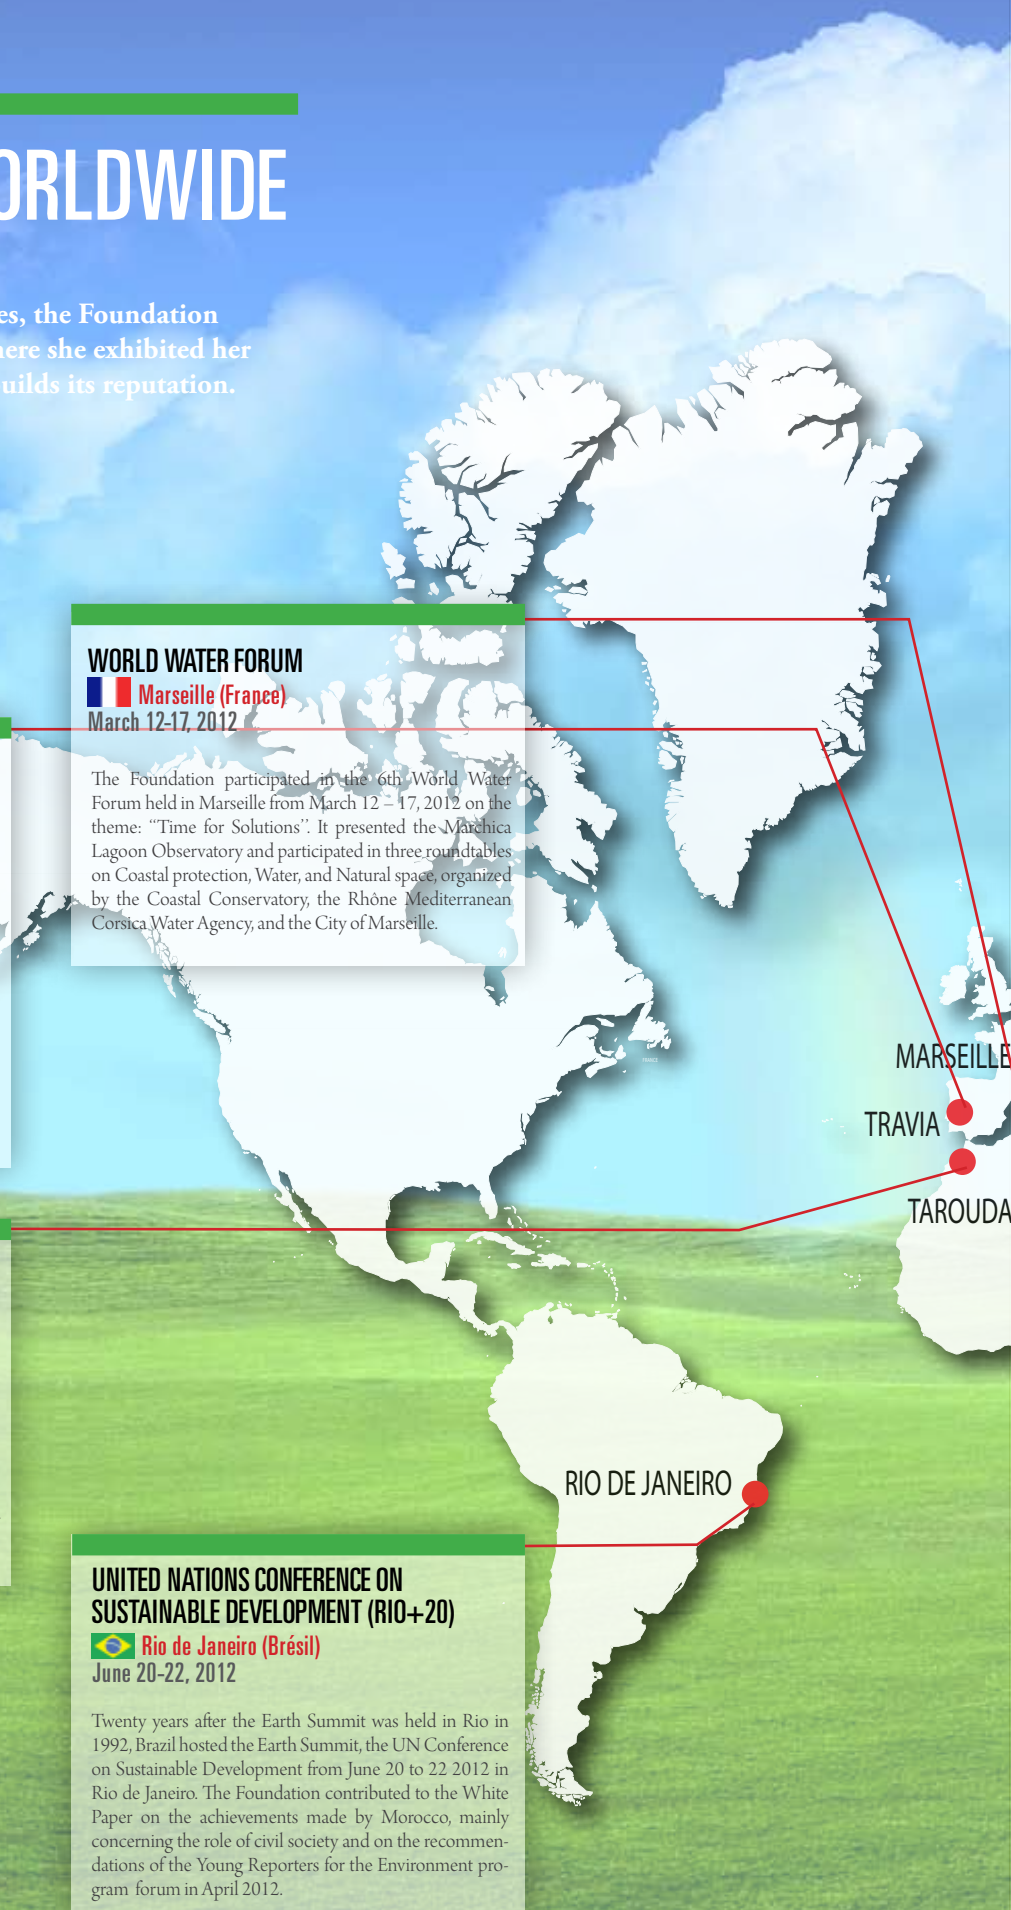 ORLDWIDE
es, the Foundation
here she exhibited her
uilds its reputation.
WORLD WATER FORUM
Marseille (France)
March 12-17, 2012
The Foundation participated in the 6th World Water
Forum held in Marseille from March 12 – 17, 2012 on the
theme: “Time for Solutions’’. It presented the Marchica
Lagoon Observatory and participated in three roundtables
on Coastal protection, Water, and Natural space, organized
by the Coastal Conservatory, the Rhône Mediterranean
Corsica Water Agency, and the City of Marseille.
FRANCE
MARSEILLE
TRAVIA
TAROUDA
RIO DE JANEIRO
UNITED NATIONS CONFERENCE ON
SUSTAINABLE DEVELOPMENT (RIO+20)
Rio de Janeiro (Brésil)
June 20-22, 2012
Twenty years after the Earth Summit was held in Rio in
1992, Brazil hosted the Earth Summit, the UN Conference
on Sustainable Development from June 20 to 22 2012 in
Rio de Janeiro. The Foundation contributed to the White
Paper on the achievements made by Morocco, mainly
concerning the role of civil society and on the recommen-
dations of the Young Reporters for the Environment pro-
gram forum in April 2012.